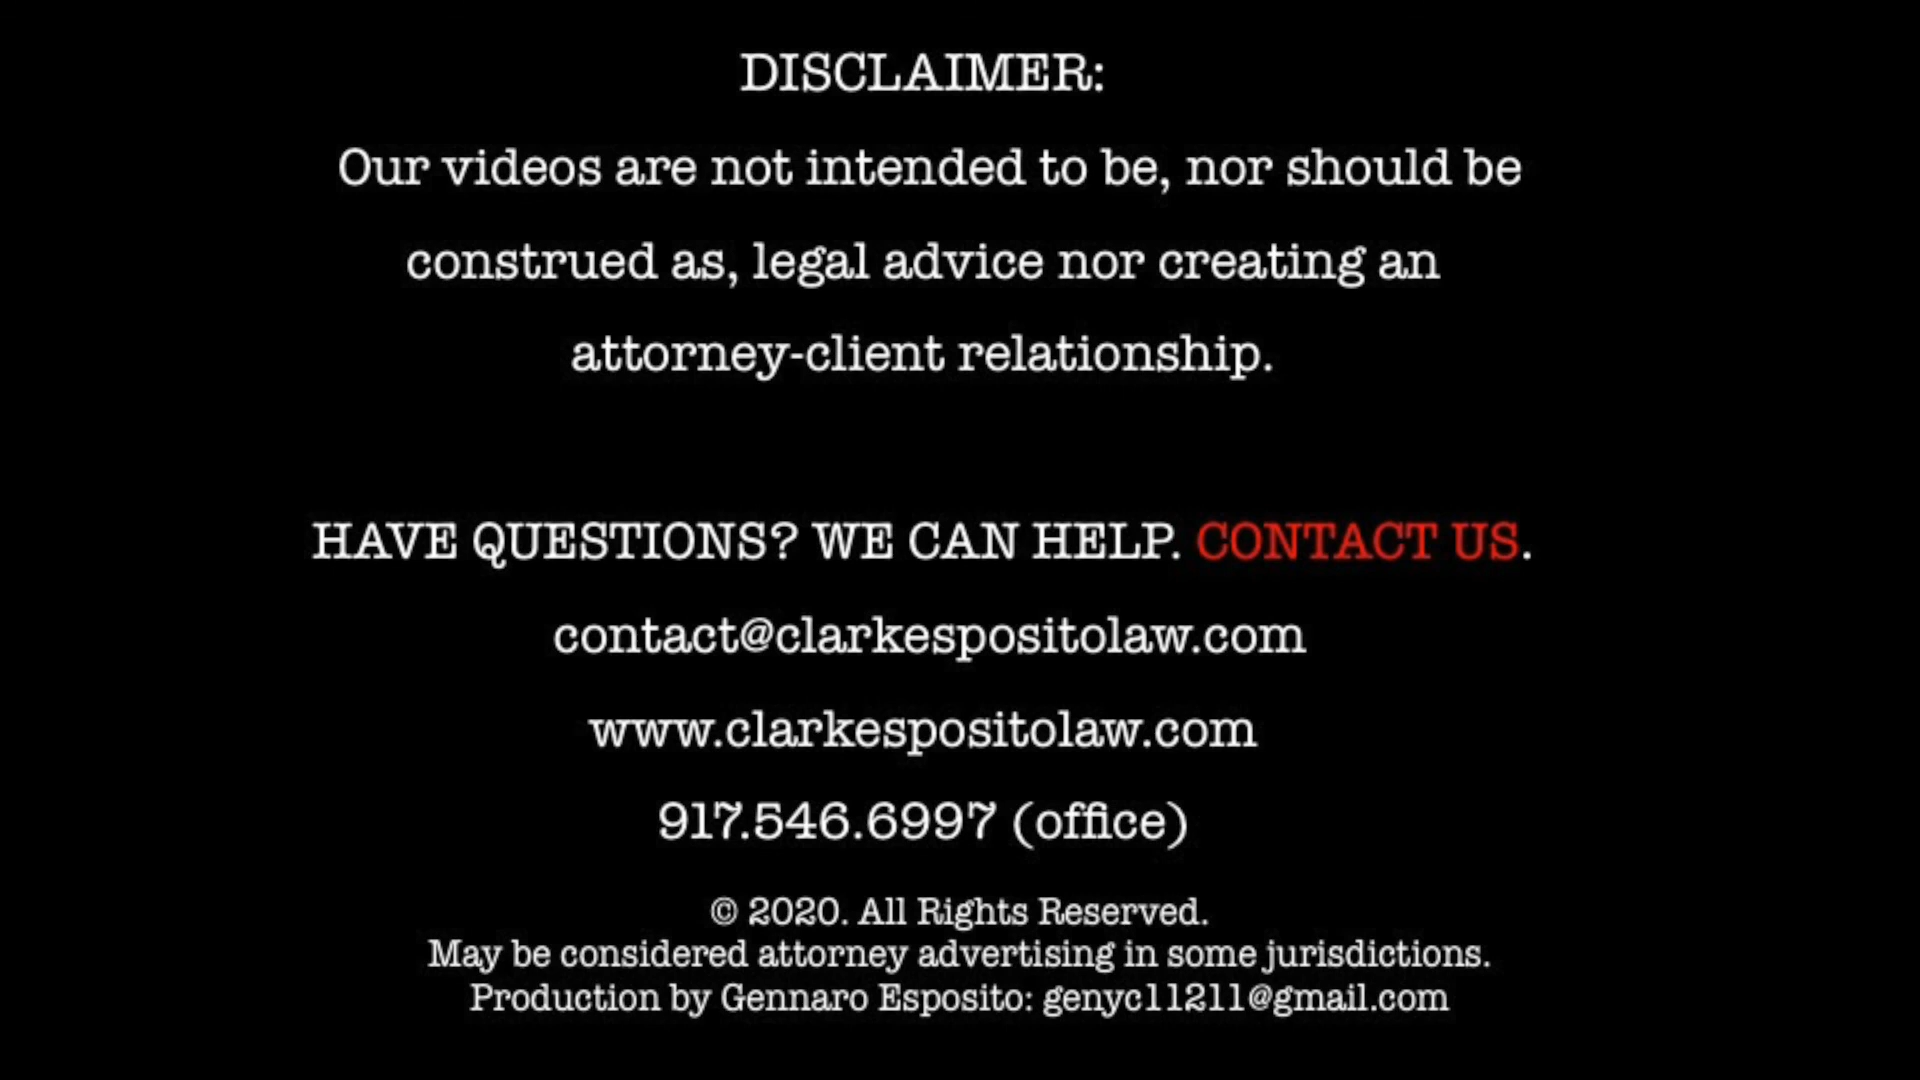 DISCLAIMER:
Our videos are not intended to be, nor should be
construed as, legal advice nor creating an
attorney-client relationship.
HAVE QUESTIONS? WE CAN HELP. CONTACT US.
contact@clarkespositolaw.com
www.clarkespositolaw.com
917.546.6997 (office)
© 2020. All Rights Reserved.
May be considered attorney advertising in some jurisdictions.
Production by Gennaro Esposito: genyc11211@gmail.com